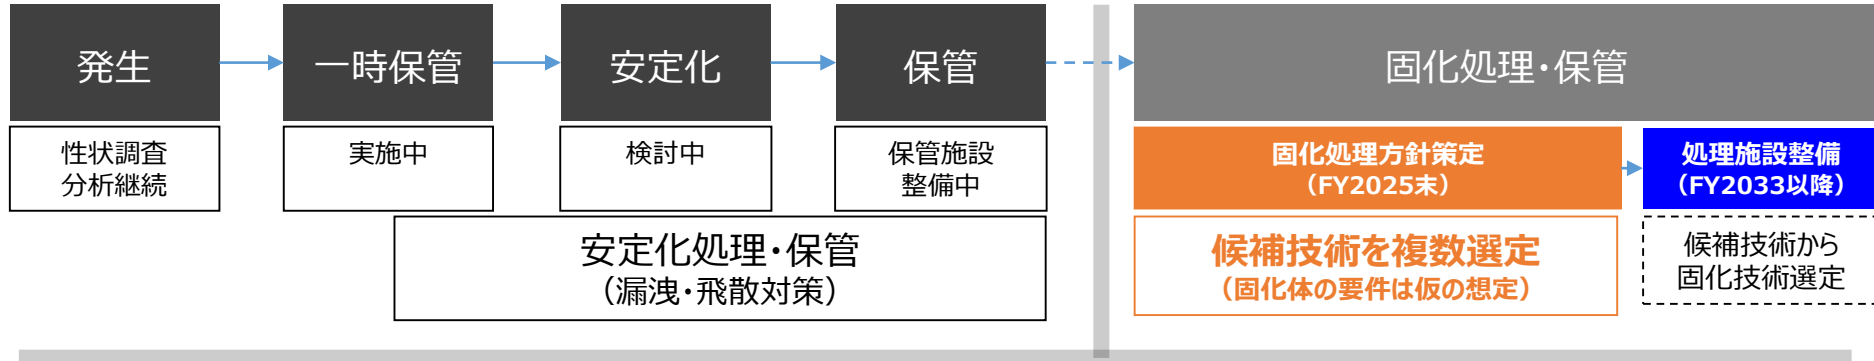 発生
一時保管
安定化
保管
固化処理・保管
性状調査
分析継続
実施中
検討中
保管施設
整備中
固化処理方針策定
（FY2025末）
処理施設整備
（FY2033以降）
安定化処理・保管
（漏洩・飛散対策）
候補技術を複数選定
（固化体の要件は仮の想定）
候補技術から
固化技術選定